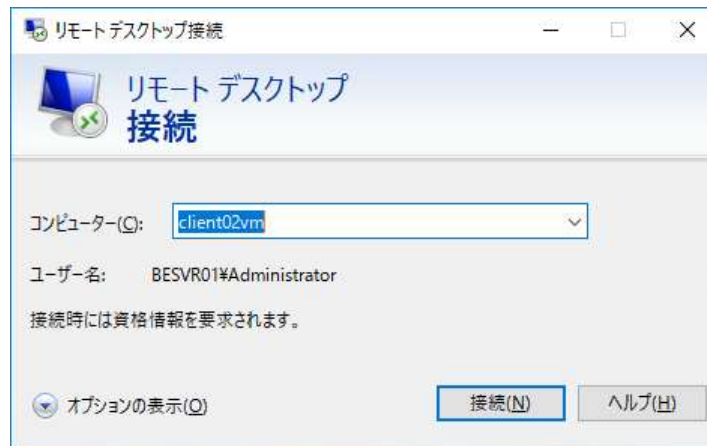 リモート デスクトップ接続
リモート デスクトップ
接続
コンピューター(C): client02vm
ユーザー名: BESVR01¥Administrator
接続時には資格情報を要求されます。
オプションの表示(O) 接続(N) ヘルプ(H)